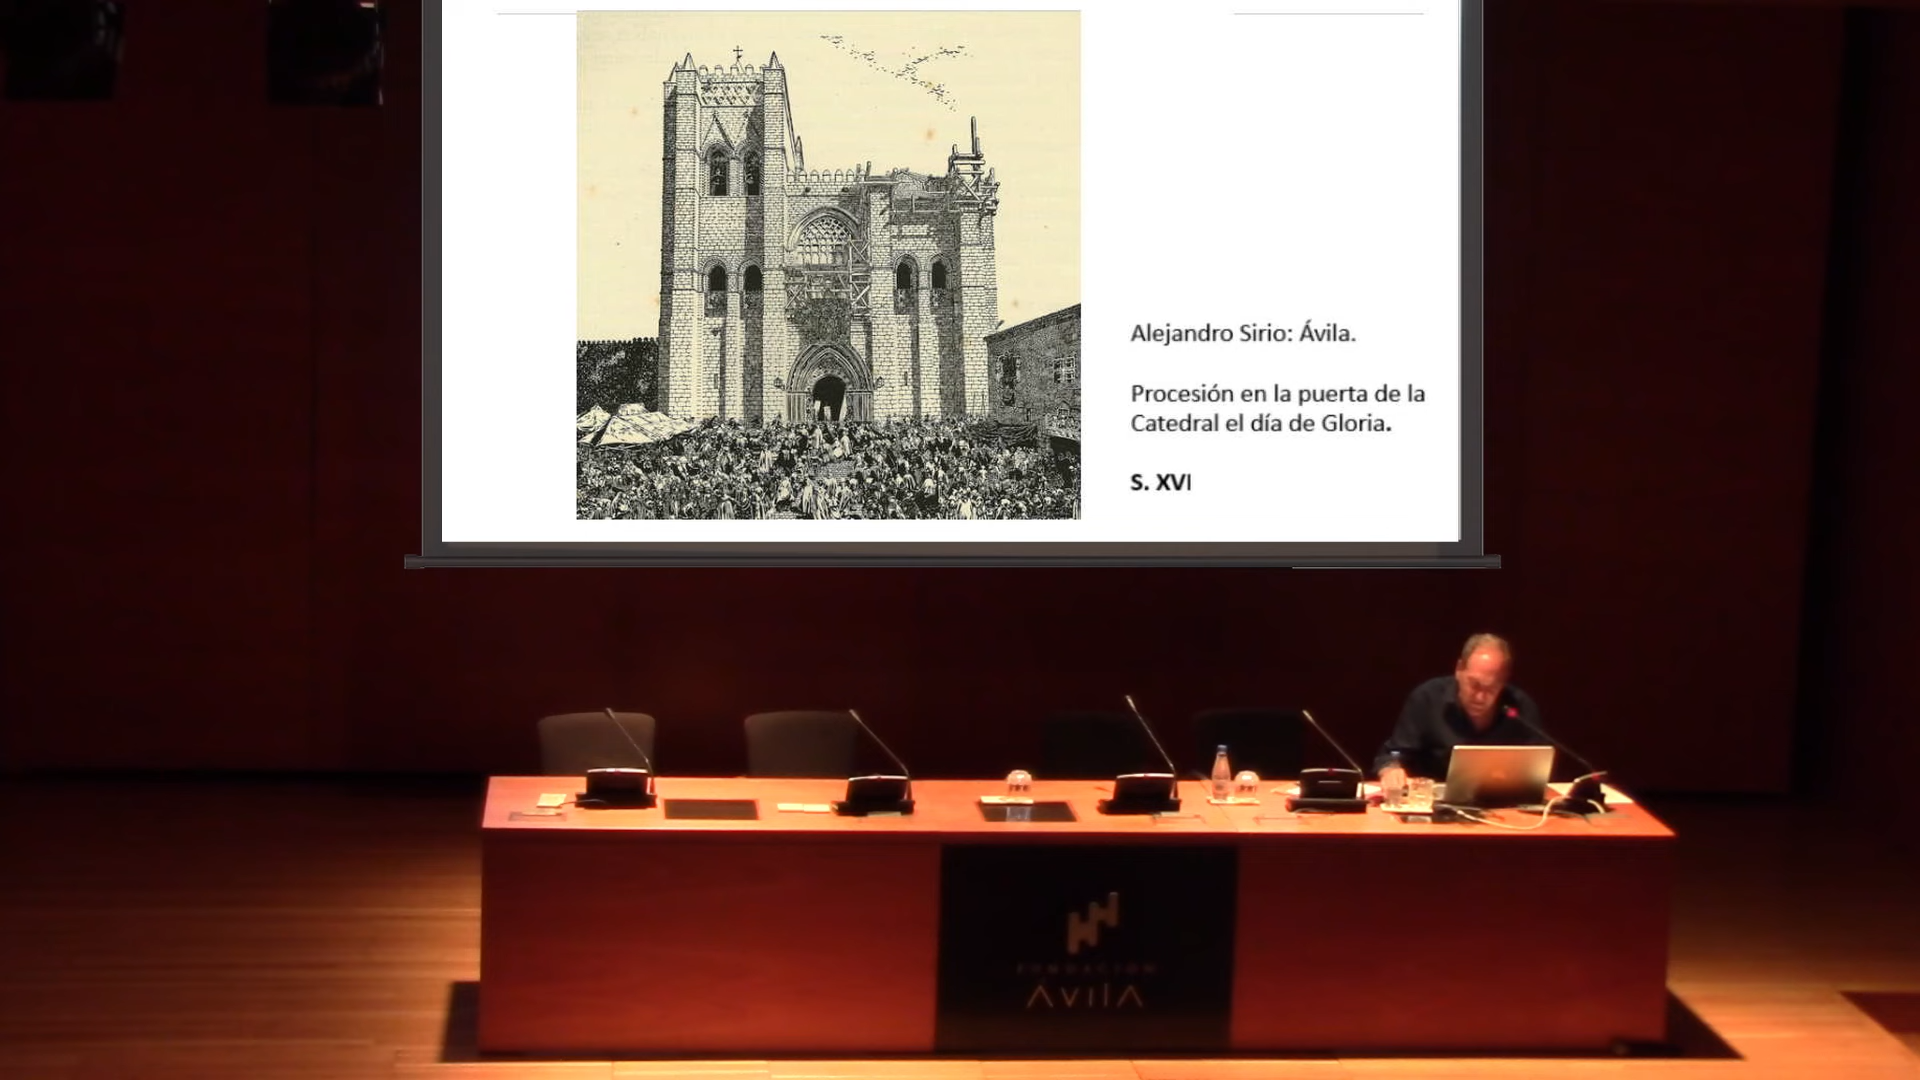 Alejandro Sirio: Ávila.
Procesión en la puerta de la
Catedral el día de Gloria.
S. XVI
FUNDACIÓN
ÁVILA